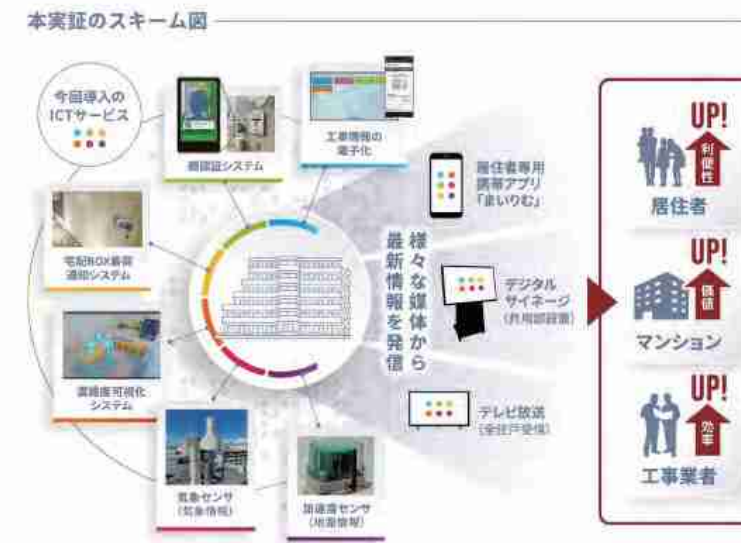 本実証のスキーム図
今回導入の
ICTサービス
顔認証システム
工事情報の
電子化
宅配BOX着荷
通知システム
混雑度可視化
システム
気象センサ
(気象情報)
加速度センサ
(地震情報)
様々な媒体から
最新情報を発信
居住者専用
携帯アプリ
「まいりむ」
デジタル
サイネージ
(共用部設置)
テレビ放送
(全住戸受信)
UP!
利便性
居住者
UP!
価値
マンション
UP!
効率
工事業者